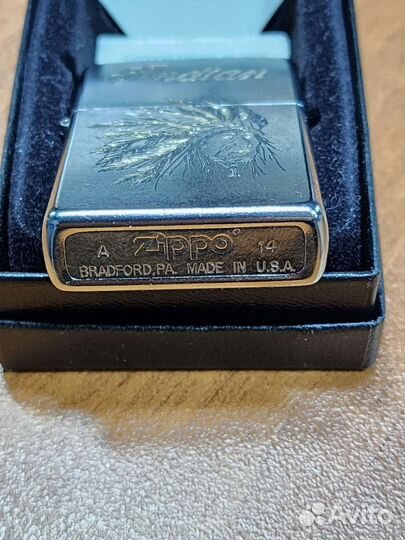 Indian
A Zippo® 14
BRADFORD,PA. MADE IN U.S.A.
Avito